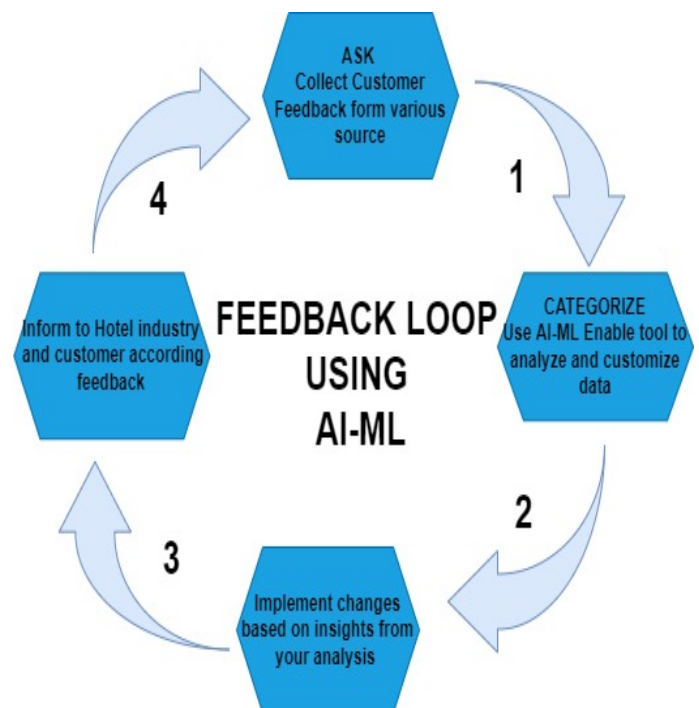 ASK
Collect Customer
Feedback form various
source
1
CATEGORIZE
Use AI-ML Enable tool to
analyze and customize
data
2
Implement changes
based on insights from
your analysis
3
Inform to Hotel industry
and customer according
feedback
4
FEEDBACK LOOP
USING
AI-ML